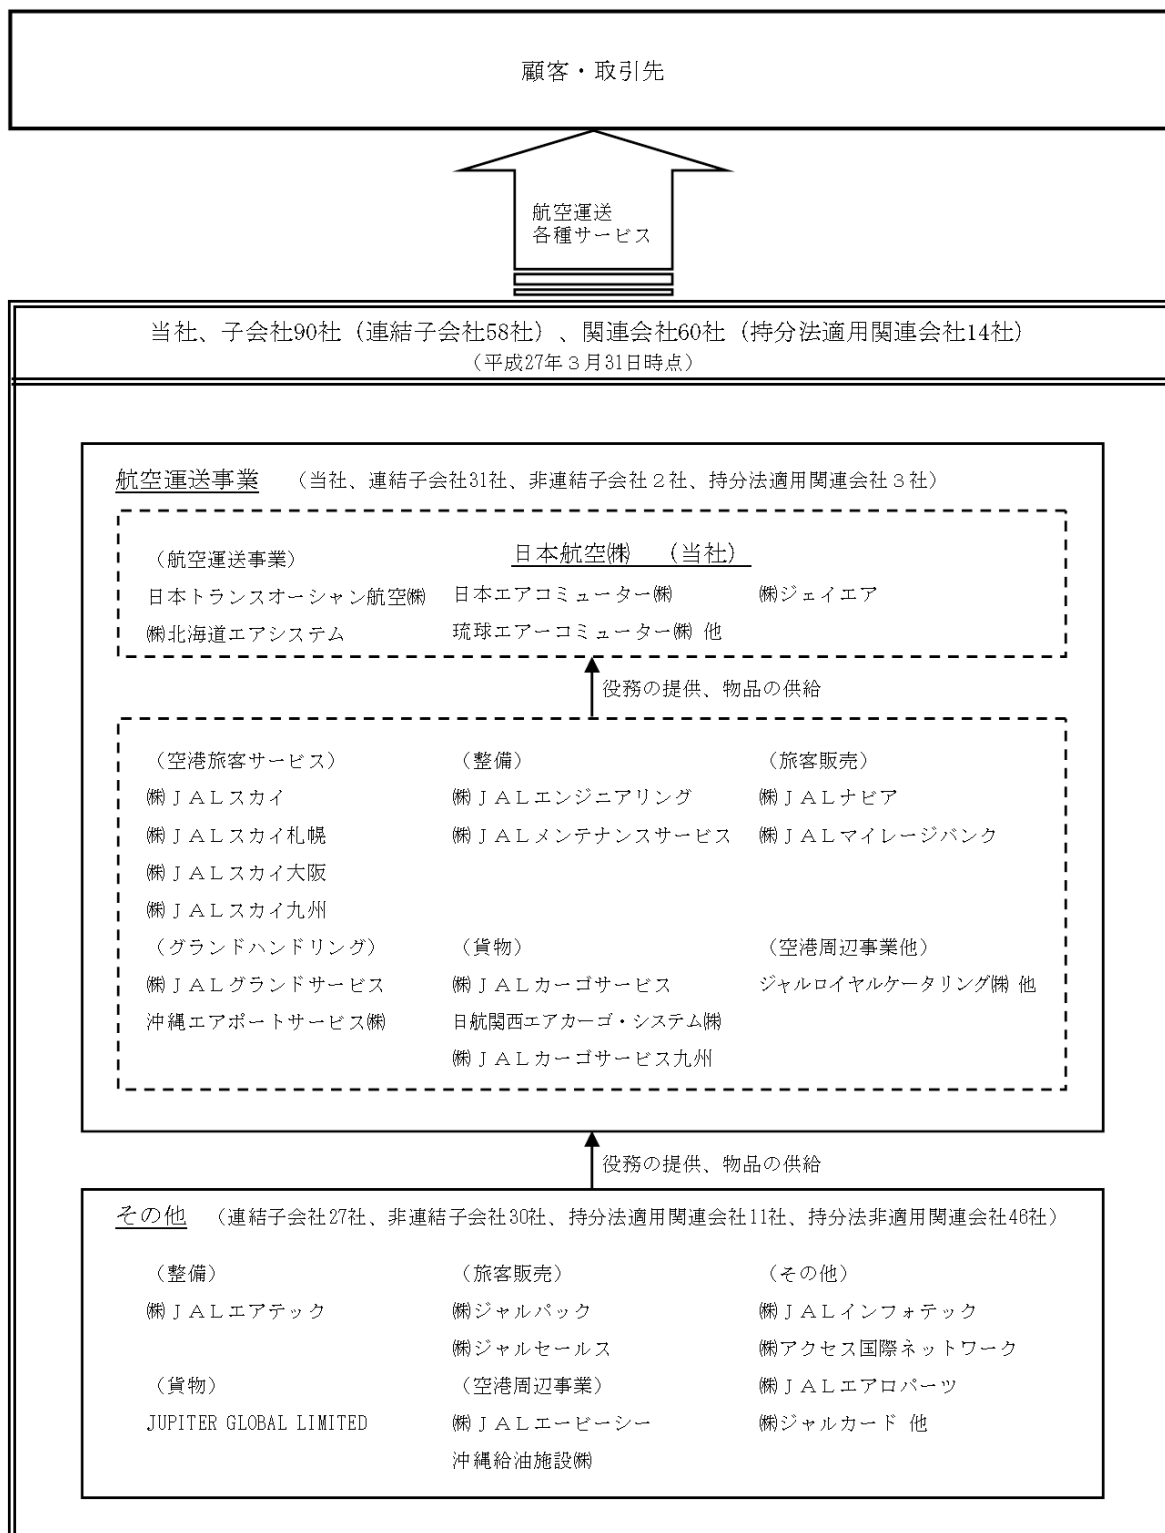 顧客・取引先
航空運送
各種サービス
当社、子会社90社（連結子会社58社）、関連会社60社（持分法適用関連会社14社）
（平成27年３月31日時点）
航空運送事業　（当社、連結子会社31社、非連結子会社２社、持分法適用関連会社３社）
日本航空㈱　（当社）
（航空運送事業）
日本トランスオーシャン航空㈱　日本エアコミューター㈱　㈱ジェイエア
㈱北海道エアシステム　琉球エアーコミューター㈱ 他
役務の提供、物品の供給
（空港旅客サービス）　（整備）　（旅客販売）
㈱ＪＡＬスカイ　㈱ＪＡＬエンジニアリング　㈱ＪＡＬナビア
㈱ＪＡＬスカイ札幌　㈱ＪＡＬメンテナンスサービス　㈱ＪＡＬマイレージバンク
㈱ＪＡＬスカイ大阪
㈱ＪＡＬスカイ九州
（グランドハンドリング）　（貨物）　（空港周辺事業他）
㈱ＪＡＬグランドサービス　㈱ＪＡＬカーゴサービス　ジャルロイヤルケータリング㈱ 他
沖縄エアポートサービス㈱　日航関西エアカーゴ・システム㈱
㈱ＪＡＬカーゴサービス九州
役務の提供、物品の供給
その他　（連結子会社27社、非連結子会社30社、持分法適用関連会社11社、持分法非適用関連会社46社）
（整備）　（旅客販売）　（その他）
㈱ＪＡＬエアテック　㈱ジャルパック　㈱ＪＡＬインフォテック
㈱ジャルセールス　㈱アクセス国際ネットワーク
（貨物）　（空港周辺事業）　㈱ＪＡＬエアロパーツ
JUPITER GLOBAL LIMITED　㈱ＪＡＬエービーシー　㈱ジャルカード 他
沖縄給油施設㈱